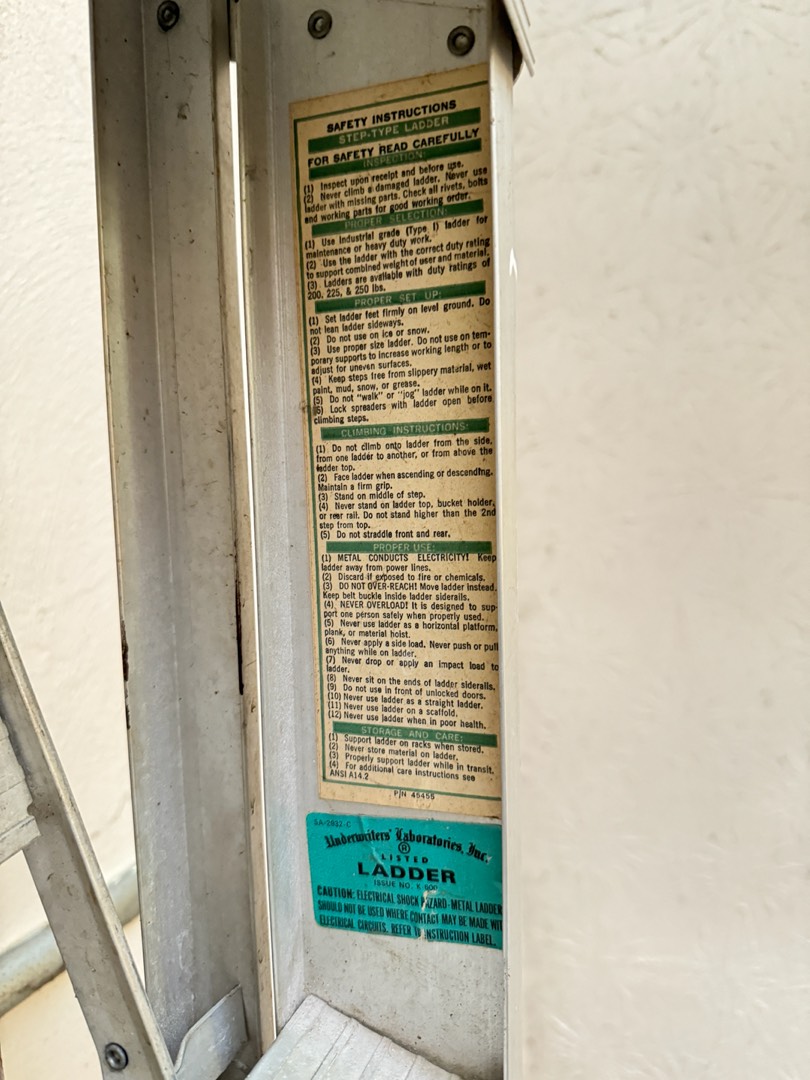 SAFETY INSTRUCTIONS
STEP-TYPE LADDER
FOR SAFETY READ CAREFULLY
INSPECTION:
(1) Inspect upon receipt and before use.
(2) Never climb a damaged ladder. Never use
ladder with missing parts. Check all rivets, bolts
and working parts for good working order.
PROPER SELECTION:
(1) Use Industrial grade (Type I) ladder for
maintenance or heavy duty work.
(2) Use the ladder with the correct duty rating
to support combined weight of user and material.
(3) Ladders are available with duty ratings of
200, 225, & 250 lbs.
PROPER SET UP:
(1) Set ladder feet firmly on level ground. Do
not lean ladder sideways.
(2) Do not use on ice or snow.
(3) Use proper size ladder. Do not use on tem-
porary supports to increase working length or to
adjust for uneven surfaces.
(4) Keep steps free from slippery material, wet
paint, mud, snow, or grease.
(5) Do not "walk" or "jog" ladder while on it.
(6) Lock spreaders with ladder open before
climbing steps.
CLIMBING INSTRUCTIONS:
(1) Do not climb onto ladder from the side,
from one ladder to another, or from above the
ladder top.
(2) Face ladder when ascending or descending.
Maintain a firm grip.
(3) Stand on middle of step.
(4) Never stand on ladder top, bucket holder,
or rear rail. Do not stand higher than the 2nd
step from top.
(5) Do not straddle front and rear.
PROPER USE:
(1) METAL CONDUCTS ELECTRICITY! Keep
ladder away from power lines.
(2) Discard if exposed to fire or chemicals.
(3) DO NOT OVER-REACH! Move ladder instead.
Keep belt buckle inside ladder siderails.
(4) NEVER OVERLOAD! It is designed to sup-
port one person safely when properly used.
(5) Never use ladder as a horizontal platform,
plank, or material hoist.
(6) Never apply a side load. Never push or pull
anything while on ladder.
(7) Never drop or apply an impact load to
ladder.
(8) Never sit on the ends of ladder siderails.
(9) Do not use in front of unlocked doors.
(10) Never use ladder as a straight ladder.
(11) Never use ladder on a scaffold.
(12) Never use ladder when in poor health.
STORAGE AND CARE:
(1) Support ladder on racks when stored.
(2) Never store material on ladder.
(3) Properly support ladder while in transit.
(4) For additional care instructions see
ANSI A14.2
P/N 45455
Underwriters' Laboratories, Inc.
®
LISTED
LADDER
ISSUE NO.
CAUTION: ELECTRICAL SHOCK HAZARD-METAL LADDER
SHOULD NOT BE USED WHERE CONTACT MAY BE MADE WIT
ELECTRICAL CIRCUITS. REFER TO INSTRUCTION LABEL.